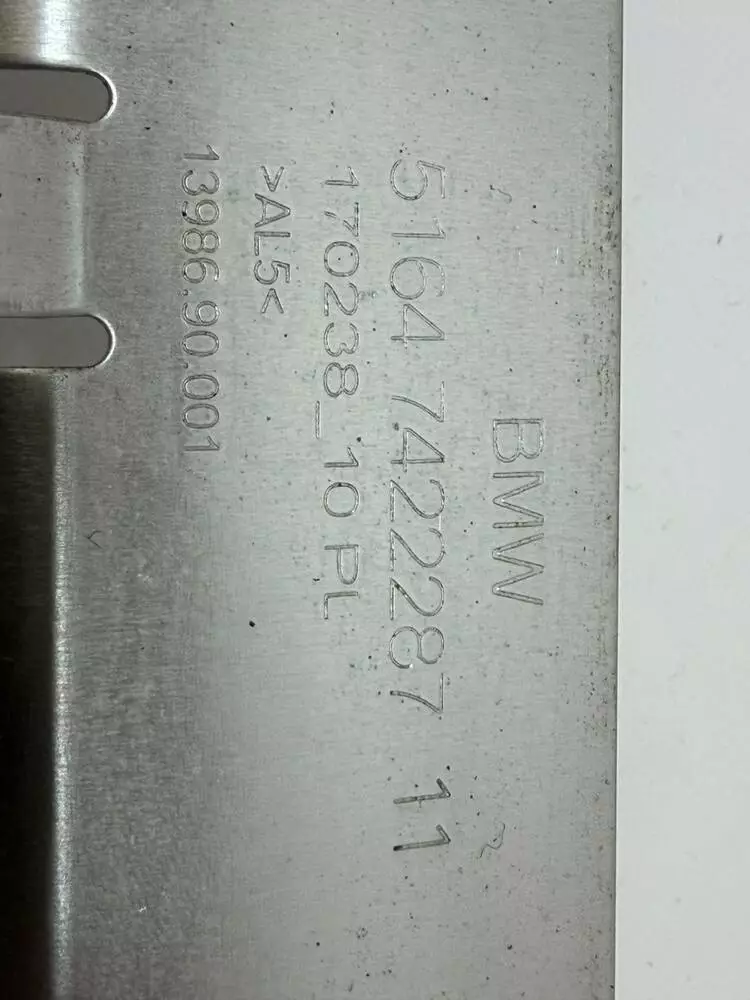 BMW
5164 7422287 11
170238_10 PL
>AL5<
13986.90.001